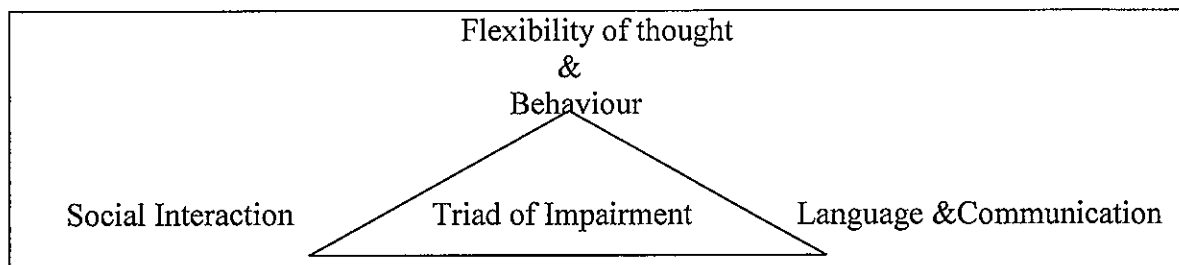 Flexibility of thought
&
Behaviour
Social Interaction
Triad of Impairment
Language &Communication